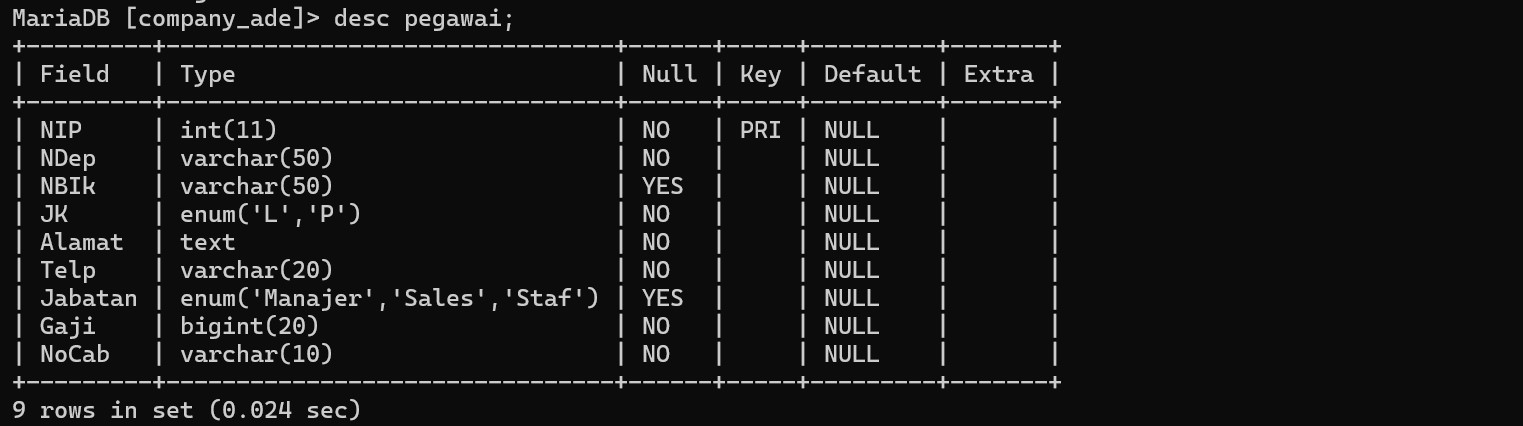 MariaDB [company_ade]> desc pegawai;
+---------+--------------------------------+------+-----+---------+-------+
| Field   | Type                           | Null | Key | Default | Extra |
+---------+--------------------------------+------+-----+---------+-------+
| NIP     | int(11)                        | NO   | PRI | NULL    |       |
| NDep    | varchar(50)                    | NO   |     | NULL    |       |
| NBlk    | varchar(50)                    | YES  |     | NULL    |       |
| JK      | enum('L','P')                  | NO   |     | NULL    |       |
| Alamat  | text                           | NO   |     | NULL    |       |
| Telp    | varchar(20)                    | NO   |     | NULL    |       |
| Jabatan | enum('Manajer','Sales','Staf') | YES  |     | NULL    |       |
| Gaji    | bigint(20)                     | NO   |     | NULL    |       |
| NoCab   | varchar(10)                    | NO   |     | NULL    |       |
+---------+--------------------------------+------+-----+---------+-------+
9 rows in set (0.024 sec)